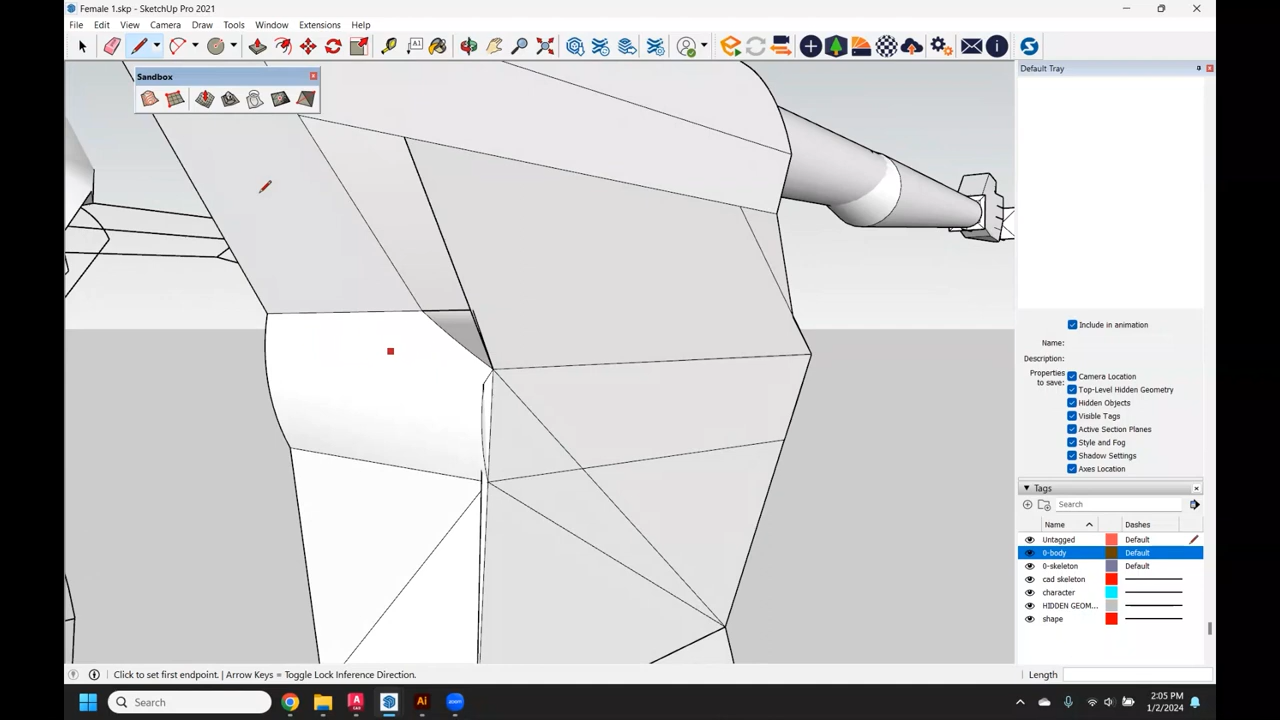 Female 1.skp - SketchUp Pro 2021
File Edit View Camera Draw Tools Window Extensions Help
Default Tray
Sandbox
Include in animation
Name:
Description:
Properties to save:
Camera Location
Top-Level Hidden Geometry
Hidden Objects
Visible Tags
Active Section Planes
Style and Fog
Shadow Settings
Axes Location
Tags
Search
Name Dashes
Untagged Default
0-body Default
0-skeleton Default
cad skeleton
character
HIDDEN GEOM...
shape
Click to set first endpoint. | Arrow Keys = Toggle Lock Inference Direction.
Length
Search
2:05 PM
1/2/2024